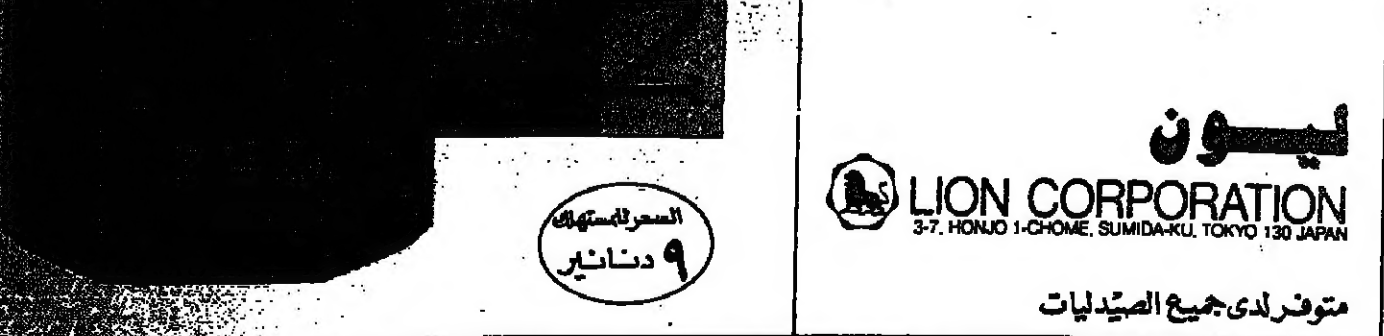 ليون
LION CORPORATION
3-7, HONJO 1-CHOME, SUMIDA-KU, TOKYO 130 JAPAN
متوفر لدى جميع الصيدليات
السعر للمستهلك
٩ دنانير